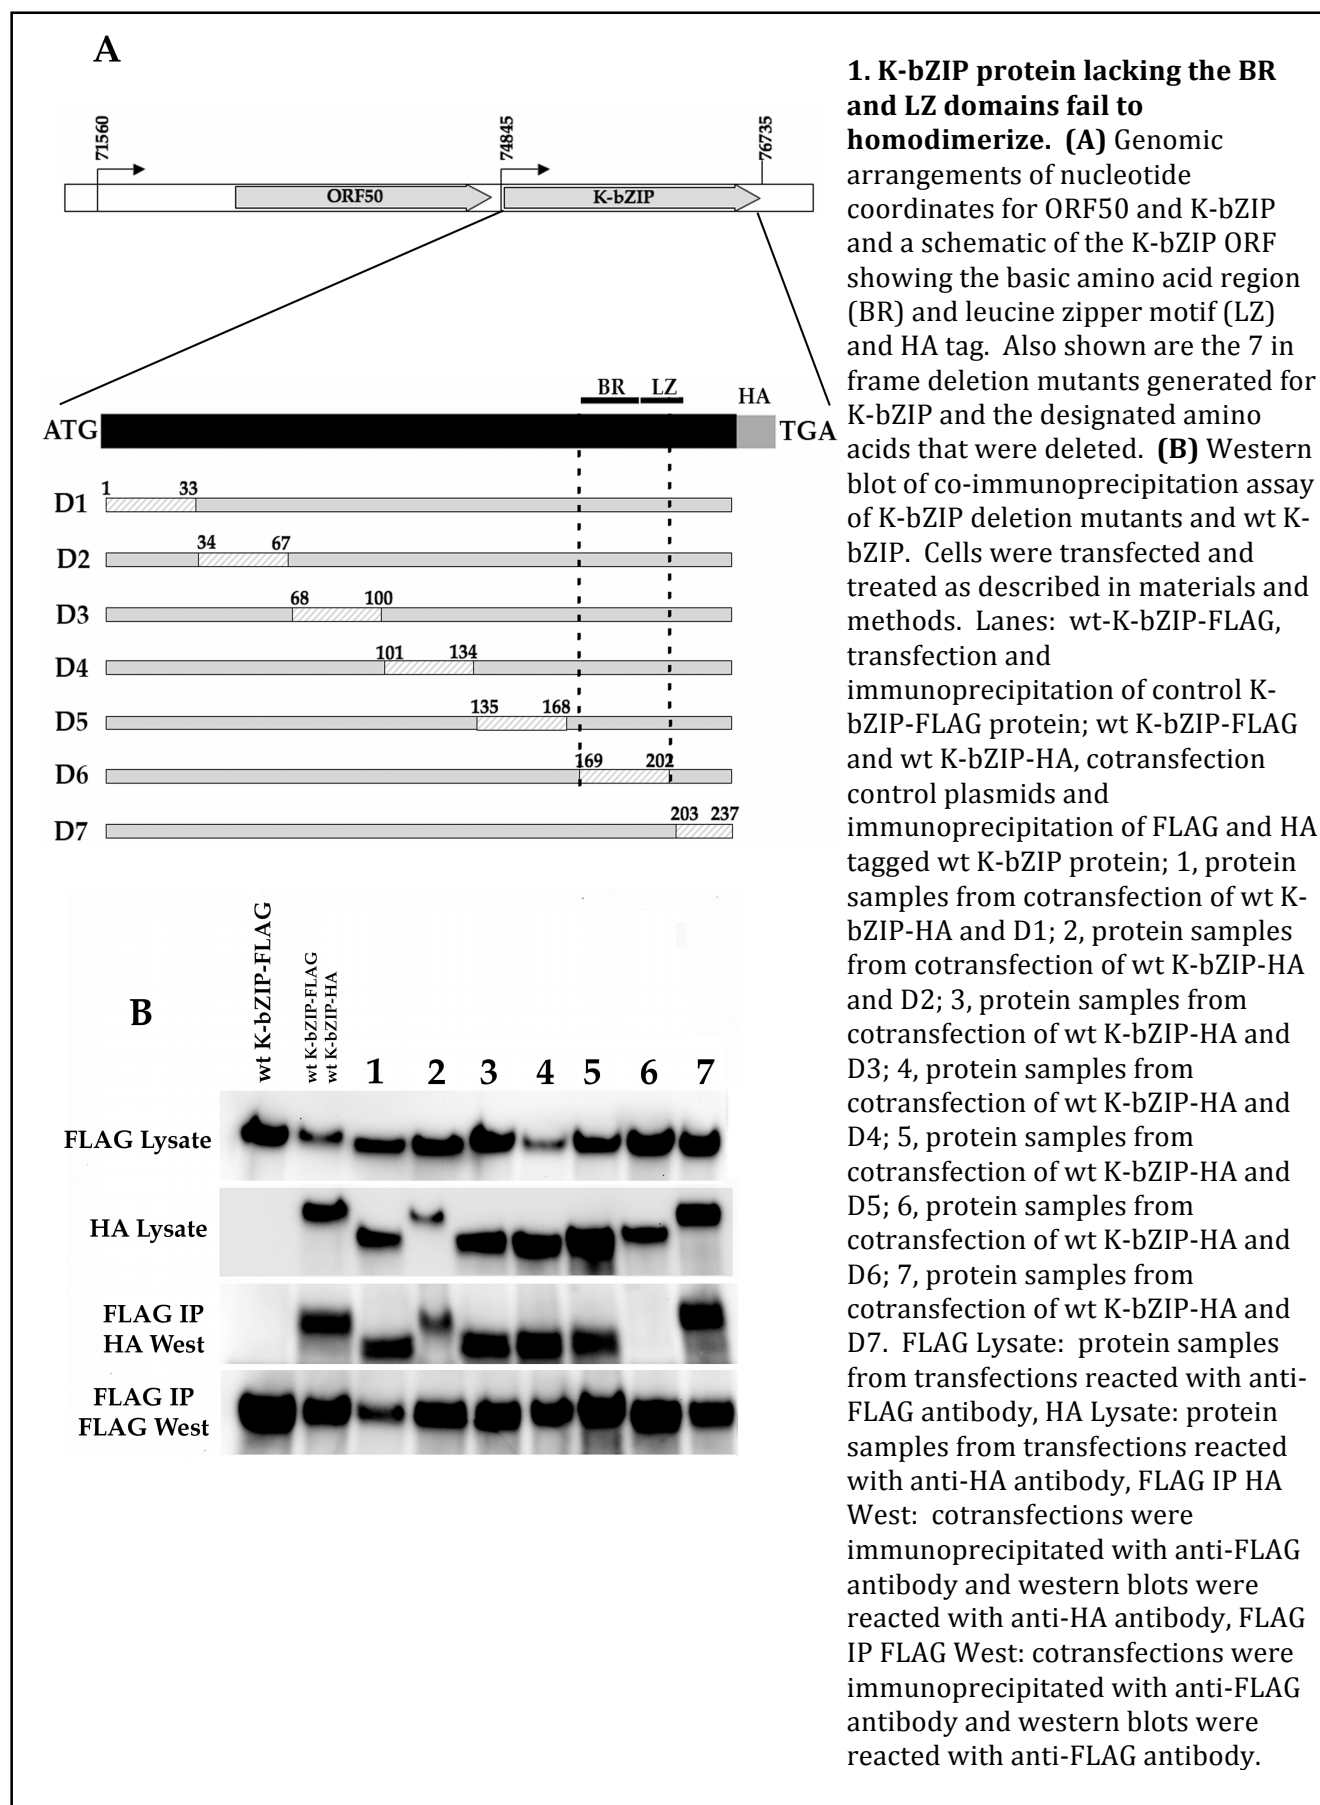 A
71560
74845
76735
ORF50
K-bZIP
BR
LZ
HA
ATG
TGA
1
33
D1
34
67
D2
68
100
D3
101
134
D4
135
168
D5
169
202
D6
203
237
D7
B
wt K-bZIP-FLAG
wt K-bZIP-FLAG
wt K-bZIP-HA
1 2 3 4 5 6 7
FLAG Lysate
HA Lysate
FLAG IP
HA West
FLAG IP
FLAG West
1. K-bZIP protein lacking the BR
and LZ domains fail to
homodimerize. (A) Genomic
arrangements of nucleotide
coordinates for ORF50 and K-bZIP
and a schematic of the K-bZIP ORF
showing the basic amino acid region
(BR) and leucine zipper motif (LZ)
and HA tag. Also shown are the 7 in
frame deletion mutants generated for
K-bZIP and the designated amino
acids that were deleted. (B) Western
blot of co-immunoprecipitation assay
of K-bZIP deletion mutants and wt K-
bZIP. Cells were transfected and
treated as described in materials and
methods. Lanes: wt-K-bZIP-FLAG,
transfection and
immunoprecipitation of control K-
bZIP-FLAG protein; wt K-bZIP-FLAG
and wt K-bZIP-HA, cotransfection
control plasmids and
immunoprecipitation of FLAG and HA
tagged wt K-bZIP protein; 1, protein
samples from cotransfection of wt K-
bZIP-HA and D1; 2, protein samples
from cotransfection of wt K-bZIP-HA
and D2; 3, protein samples from
cotransfection of wt K-bZIP-HA and
D3; 4, protein samples from
cotransfection of wt K-bZIP-HA and
D4; 5, protein samples from
cotransfection of wt K-bZIP-HA and
D5; 6, protein samples from
cotransfection of wt K-bZIP-HA and
D6; 7, protein samples from
cotransfection of wt K-bZIP-HA and
D7. FLAG Lysate: protein samples
from transfections reacted with anti-
FLAG antibody, HA Lysate: protein
samples from transfections reacted
with anti-HA antibody, FLAG IP HA
West: cotransfections were
immunoprecipitated with anti-FLAG
antibody and western blots were
reacted with anti-HA antibody, FLAG
IP FLAG West: cotransfections were
immunoprecipitated with anti-FLAG
antibody and western blots were
reacted with anti-FLAG antibody.